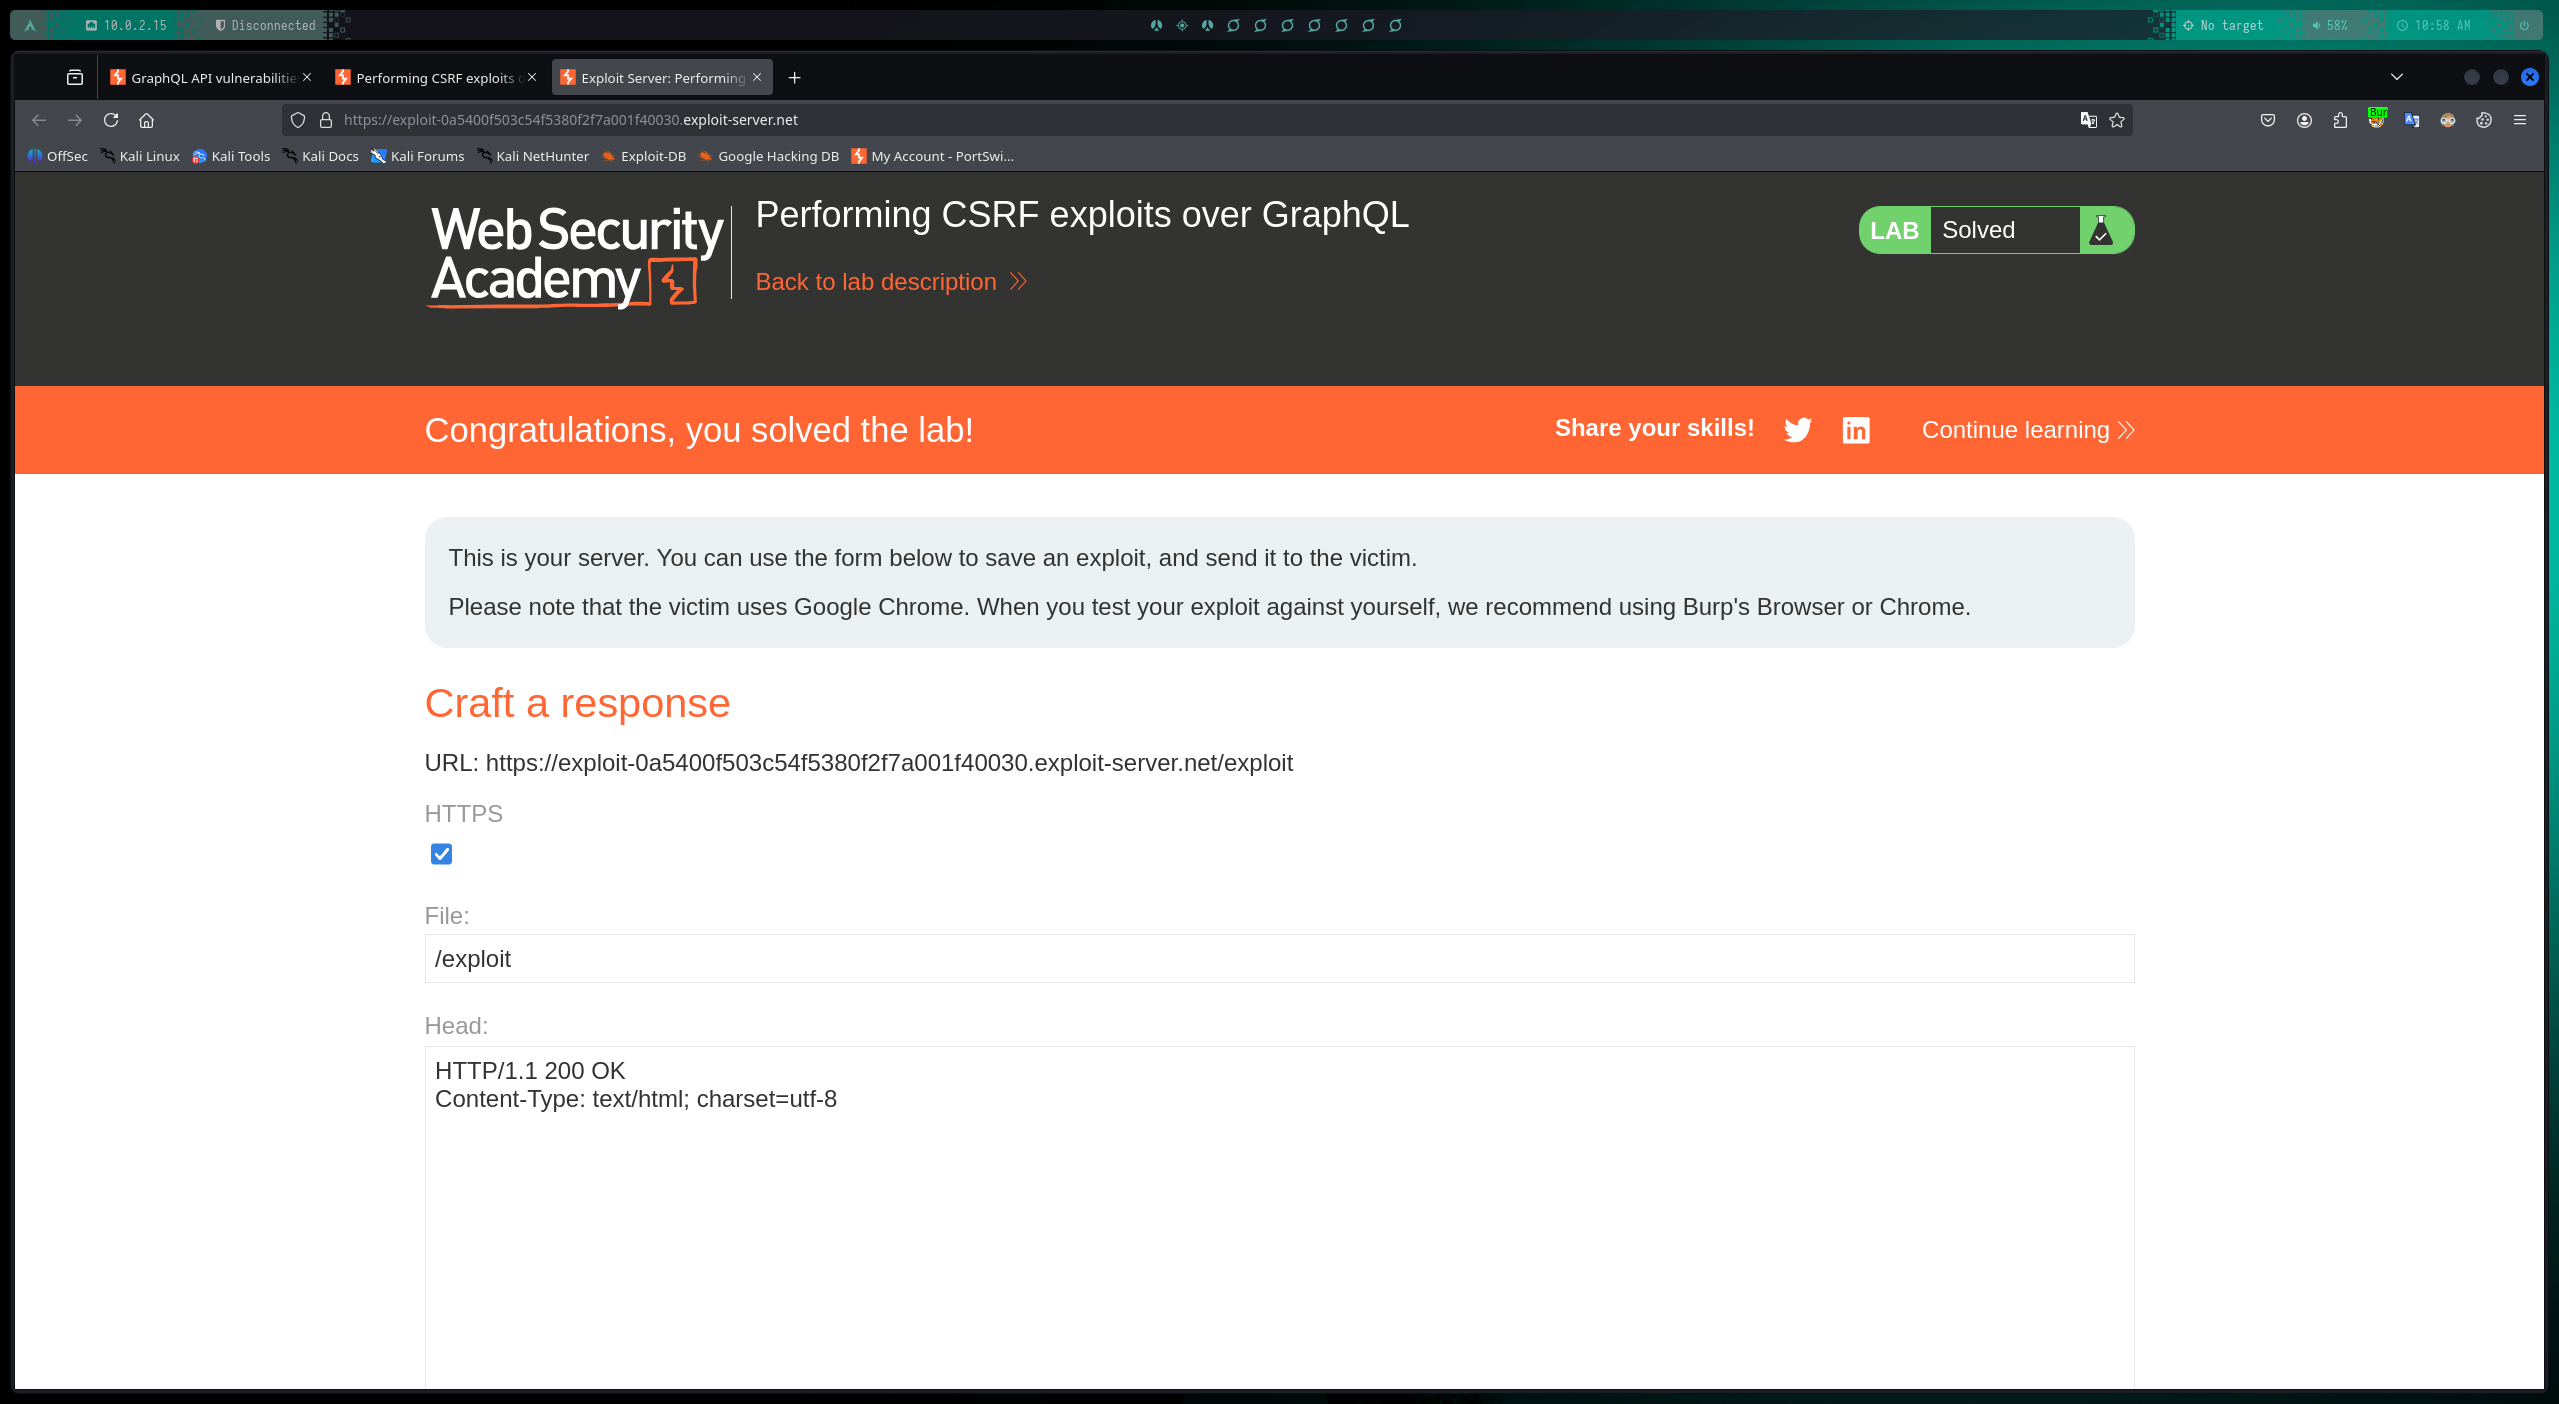 10.0.2.15
Disconnected
No target
58%
10:58 AM
GraphQL API vulnerabilitie
Performing CSRF exploits
Exploit Server: Performing
https://exploit-0a5400f503c54f5380f2f7a001f40030.exploit-server.net
Bur
OffSec
Kali Linux
Kali Tools
Kali Docs
Kali Forums
Kali NetHunter
Exploit-DB
Google Hacking DB
My Account - PortSwi...
Web Security
Academy
Performing CSRF exploits over GraphQL
Back to lab description
LAB
Solved
Congratulations, you solved the lab!
Share your skills!
Continue learning
This is your server. You can use the form below to save an exploit, and send it to the victim.
Please note that the victim uses Google Chrome. When you test your exploit against yourself, we recommend using Burp's Browser or Chrome.
Craft a response
URL: https://exploit-0a5400f503c54f5380f2f7a001f40030.exploit-server.net/exploit
HTTPS
File:
/exploit
Head:
HTTP/1.1 200 OK
Content-Type: text/html; charset=utf-8